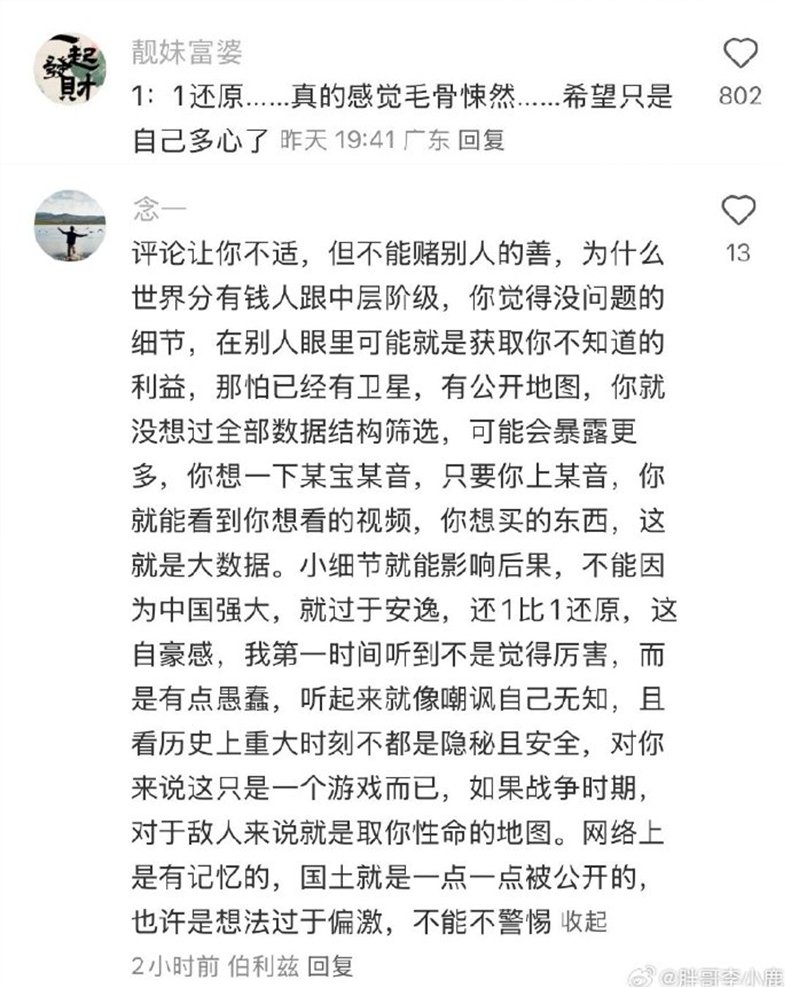 一起
發財
靓妹富婆
1：1还原……真的感觉毛骨悚然……希望只是
802
自己多心了 昨天 19:41 广东 回复
念一
评论让你不适，但不能赌别人的善，为什么
13
世界分有钱人跟中层阶级，你觉得没问题的
细节，在别人眼里可能就是获取你不知道的
利益，那怕已经有卫星，有公开地图，你就
没想过全部数据结构筛选，可能会暴露更
多，你想一下某宝某音，只要你上某音，你
就能看到你想看的视频，你想买的东西，这
就是大数据。小细节就能影响后果，不能因
为中国强大，就过于安逸，还1比1还原，这
自豪感，我第一时间听到不是觉得厉害，而
是有点愚蠢，听起来就像嘲讽自己无知，且
看历史上重大时刻不都是隐秘且安全，对你
来说这只是一个游戏而已，如果战争时期，
对于敌人来说就是取你性命的地图。网络上
是有记忆的，国土就是一点一点被公开的，
也许是想法过于偏激，不能不警惕 收起
2小时前 伯利兹 回复
@胖哥李小鹿